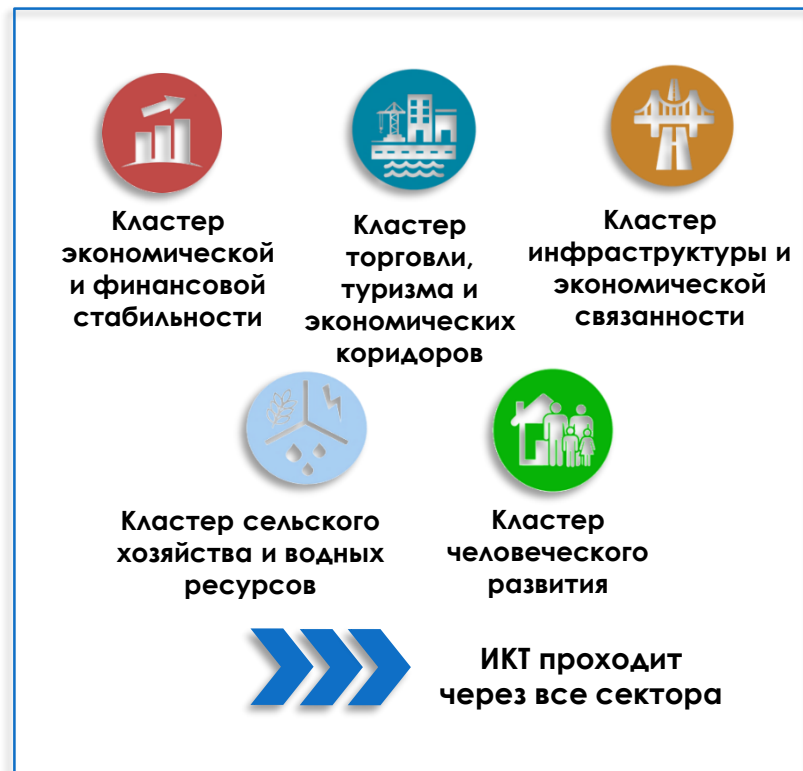 Кластер
экономической
и финансовой
стабильности
Кластер
торговли,
туризма и
экономических
коридоров
Кластер
инфраструктуры и
экономической
связанности
Кластер сельского
хозяйства и водных
ресурсов
Кластер
человеческого
развития
ИКТ проходит
через все сектора